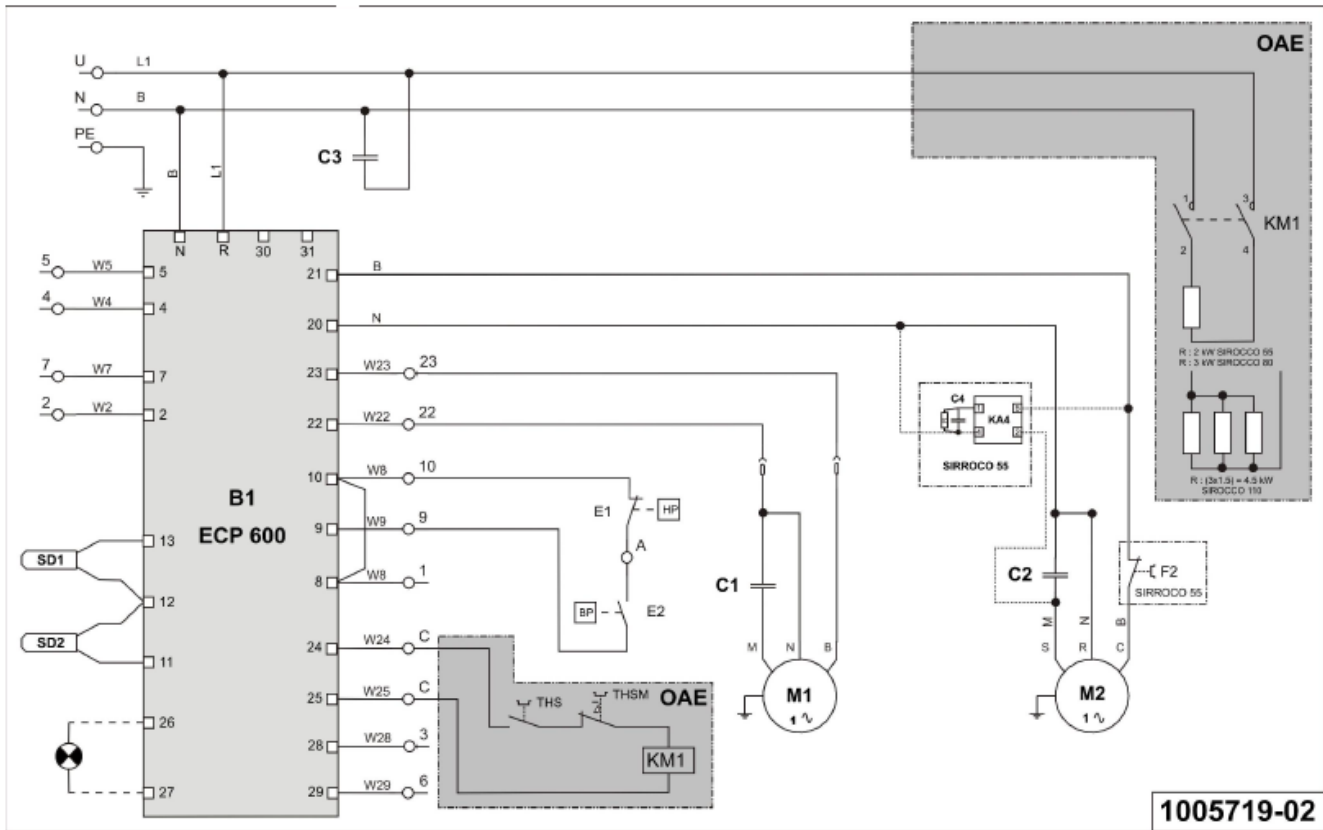 OAE
U L1
N B
PE
C3
B L1
1 3
KM1
2 4
N R 30 31
5 W5 5
21 B
4 W4 4
20 N
R : 2 kW SIROCCO 55
R : 3 kW SIROCCO 80
7 W7 7
23 W23 23
2 W2 2
22 W22 22
C4
1 5
KA4
2
SIRROCO 55
R : (3x1.5) = 4.5 kW
SIROCCO 110
10 W8 10
B1
ECP 600
E1 HP
9 W9 9
A
13
SD1
8 W8 1
C1
C2
F2
SIRROCO 55
12
BP E2
SD2
M N B
11
24 W24 C
M N B
S R C
25 W25 C
OAE
THS THSM
M1
1 ∿
M2
1 ∿
26
28 W28 3
KM1
27
29 W29 6
1005719-02